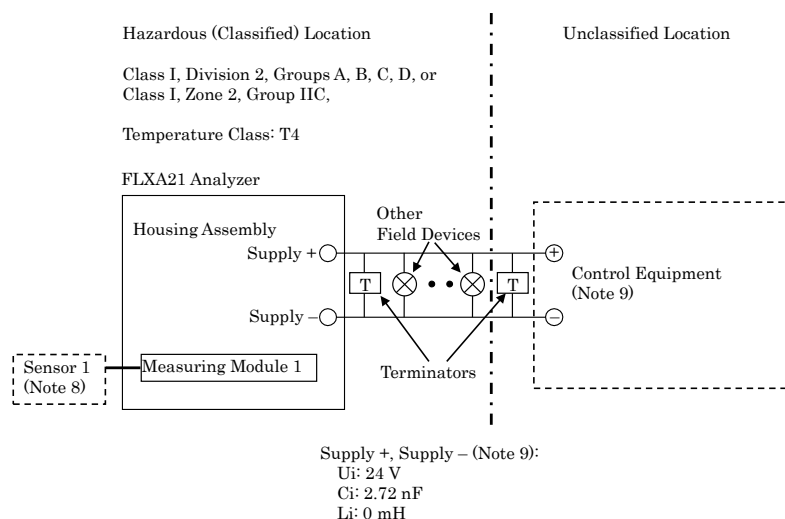 Hazardous (Classified) Location
Unclassified Location
Class I, Division 2, Groups A, B, C, D, or
Class I, Zone 2, Group IIC,
Temperature Class: T4
FLXA21 Analyzer
Housing Assembly
Supply +
Supply –
Other
Field Devices
T
T
+
–
Control Equipment
(Note 9)
Terminators
Sensor 1
(Note 8)
Measuring Module 1
Supply +, Supply – (Note 9):
Ui: 24 V
Ci: 2.72 nF
Li: 0 mH